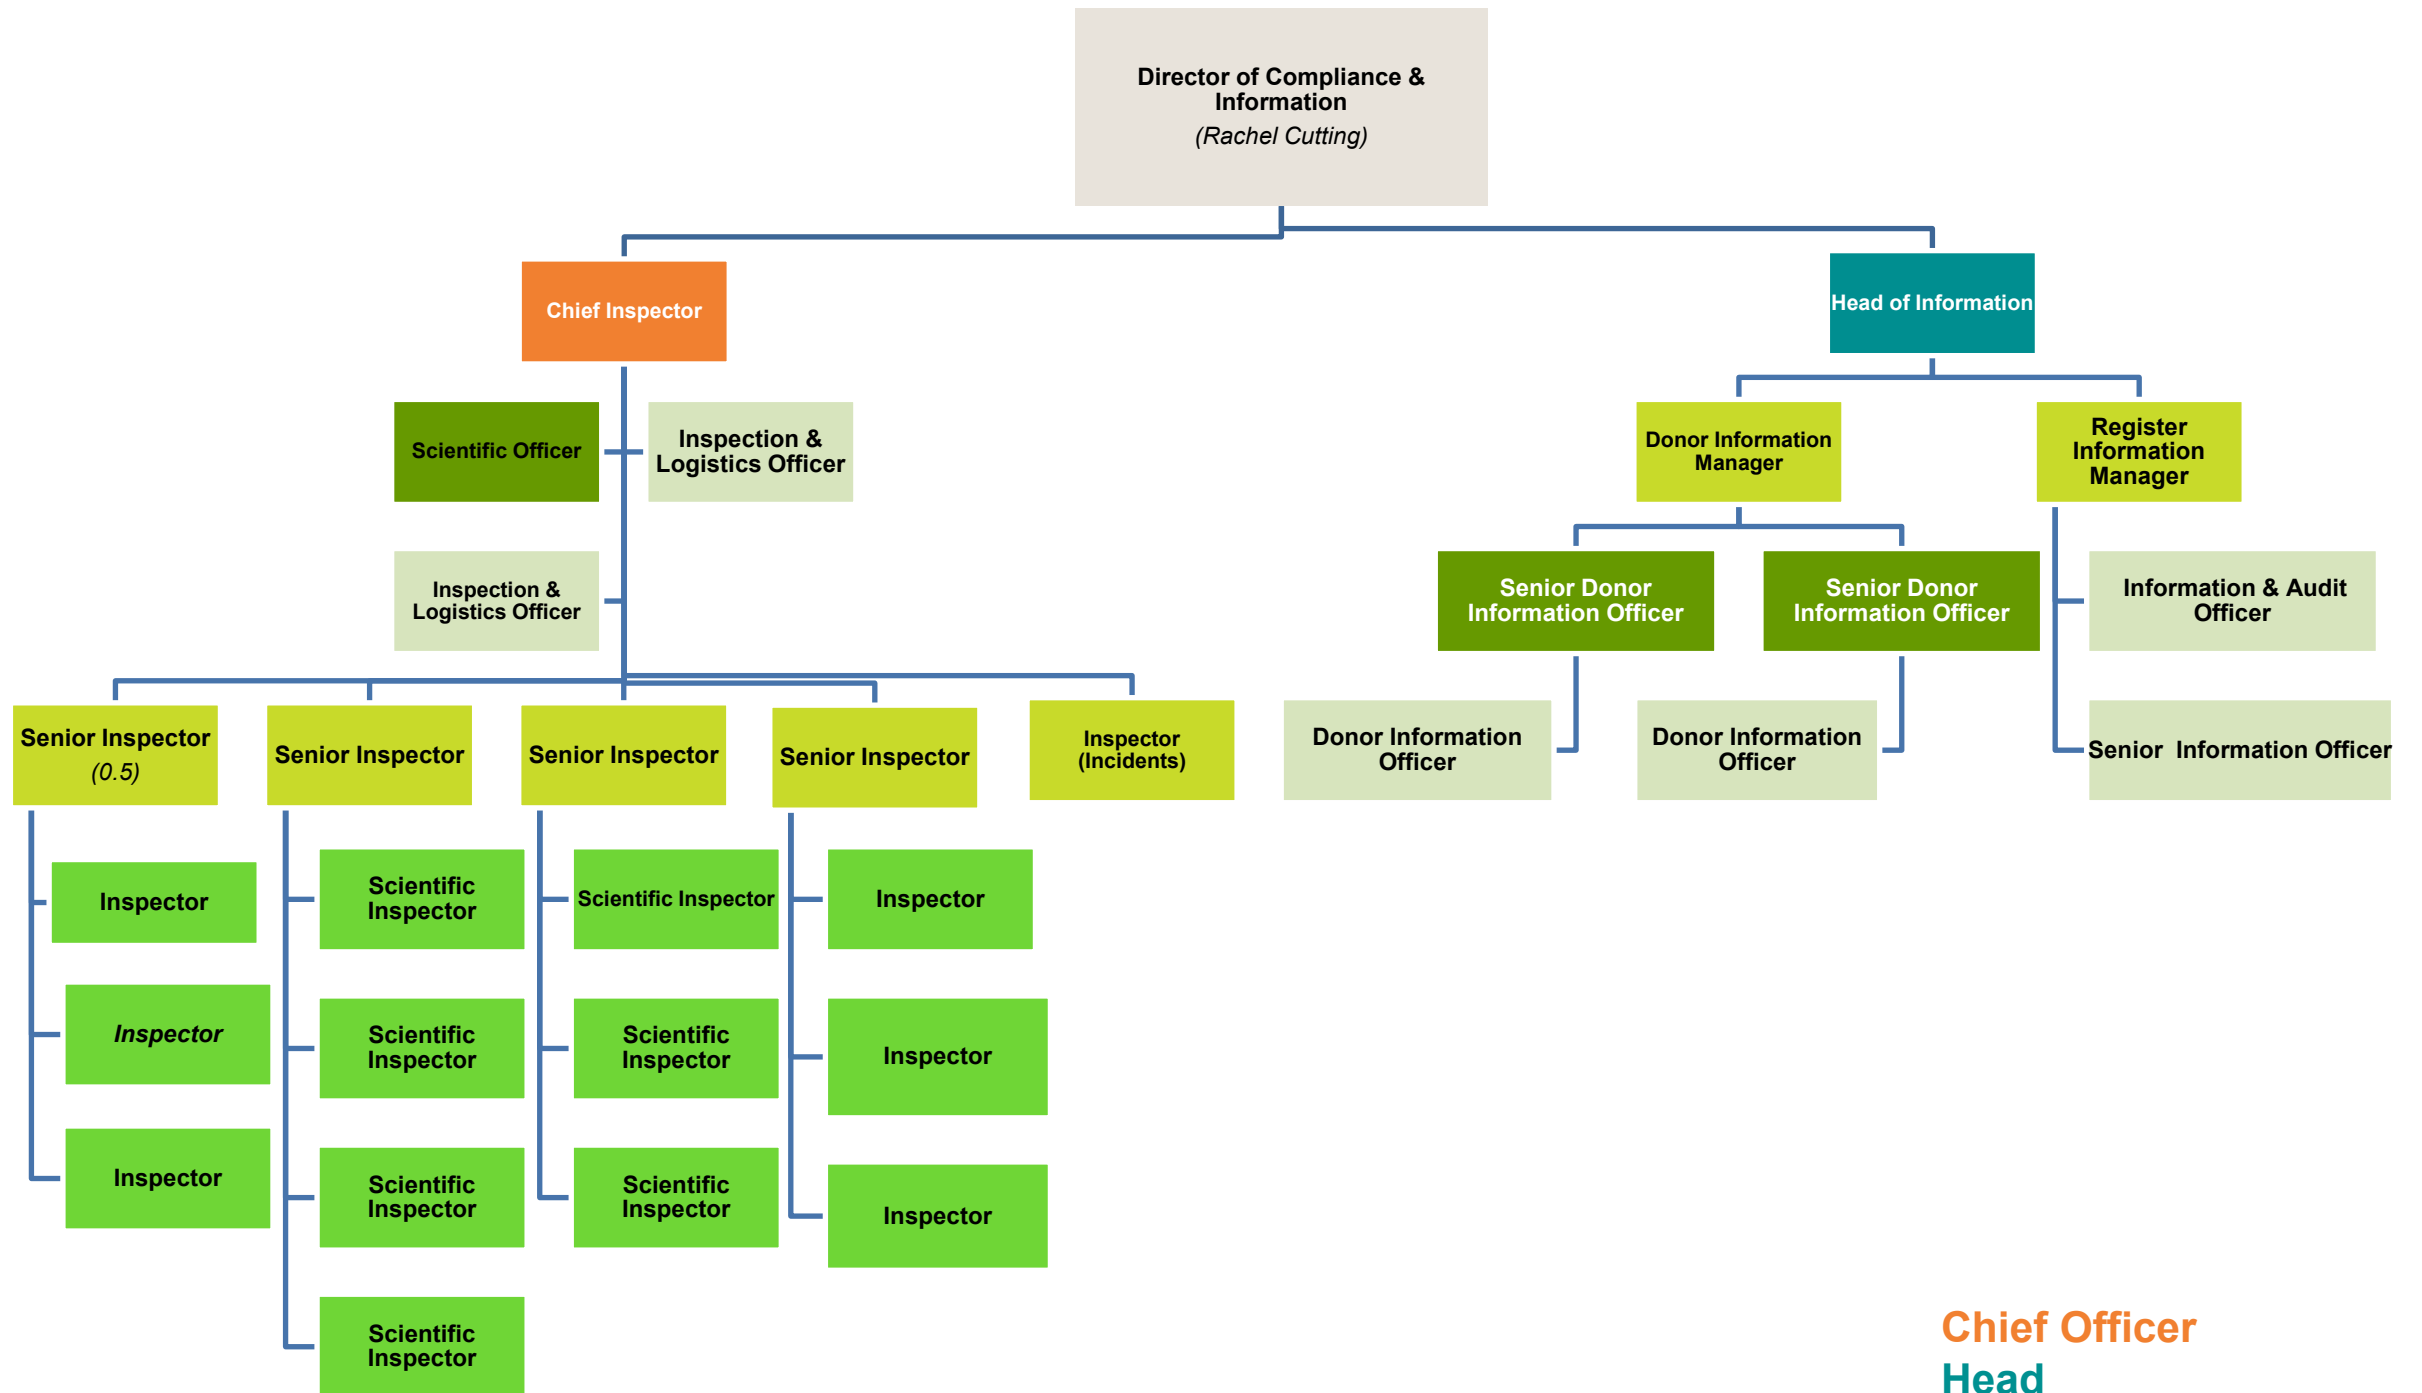 Director of Compliance &
Information
(Rachel Cutting)
Chief Inspector
Head of Information
Scientific Officer
Inspection &
Logistics Officer
Donor Information
Manager
Register
Information
Manager
Inspection &
Logistics Officer
Senior Donor
Information Officer
Senior Donor
Information Officer
Information & Audit
Officer
Senior Inspector
(0.5)
Senior Inspector
Senior Inspector
Senior Inspector
Inspector
(Incidents)
Donor Information
Officer
Donor Information
Officer
Senior  Information Officer
Inspector
Scientific
Inspector
Scientific Inspector
Inspector
Inspector
Scientific
Inspector
Scientific
Inspector
Inspector
Inspector
Scientific
Inspector
Scientific
Inspector
Inspector
Scientific
Inspector
Chief Officer
Head